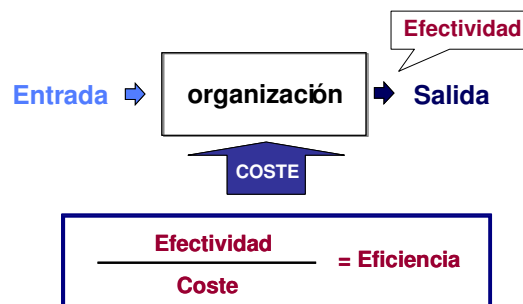 Efectividad
Entrada
organización
Salida
COSTE
Efectividad
= Eficiencia
Coste